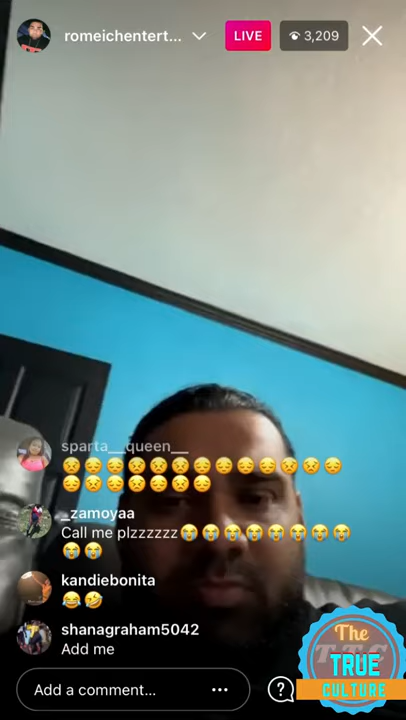 romeichentert...
LIVE
3,209
sparta__queen__
_zamoyaa
Call me plzzzzzz😭😭😭😭😭😭😭😭
😭😭
kandiebonita
😂🤣
shanagraham5042
Add me
Add a comment...
The
TRUE
CULTURE